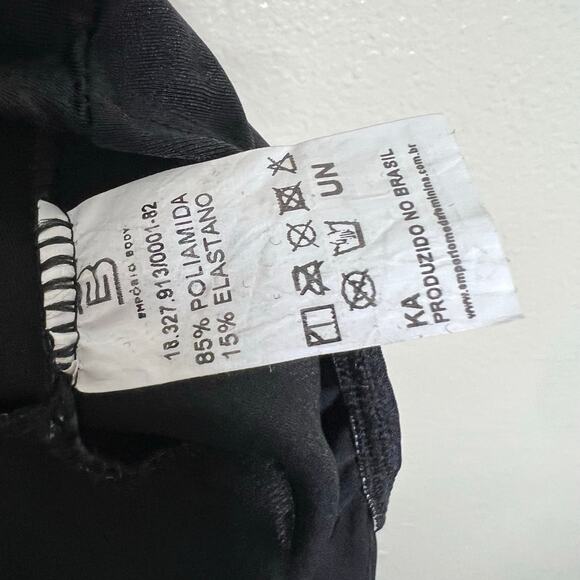 EB
EMPÓRIO BODY
18.327.913/0001-82
85% POLIAMIDA
15% ELASTANO
UN
KA
PRODUZIDO NO BRASIL
www.emporiomodafeminina.com.br